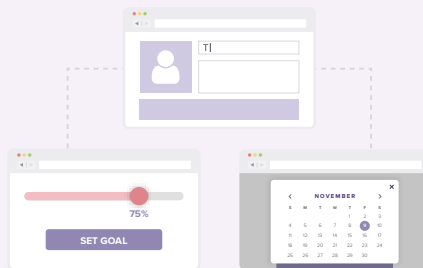 T|
75%
SET GOAL
NOVEMBER
S M T W T F S
1 2 3
4 5 6 7 8 9 10
11 12 13 14 15 16 17
18 19 20 21 22 23 24
25 26 27 28 29 30